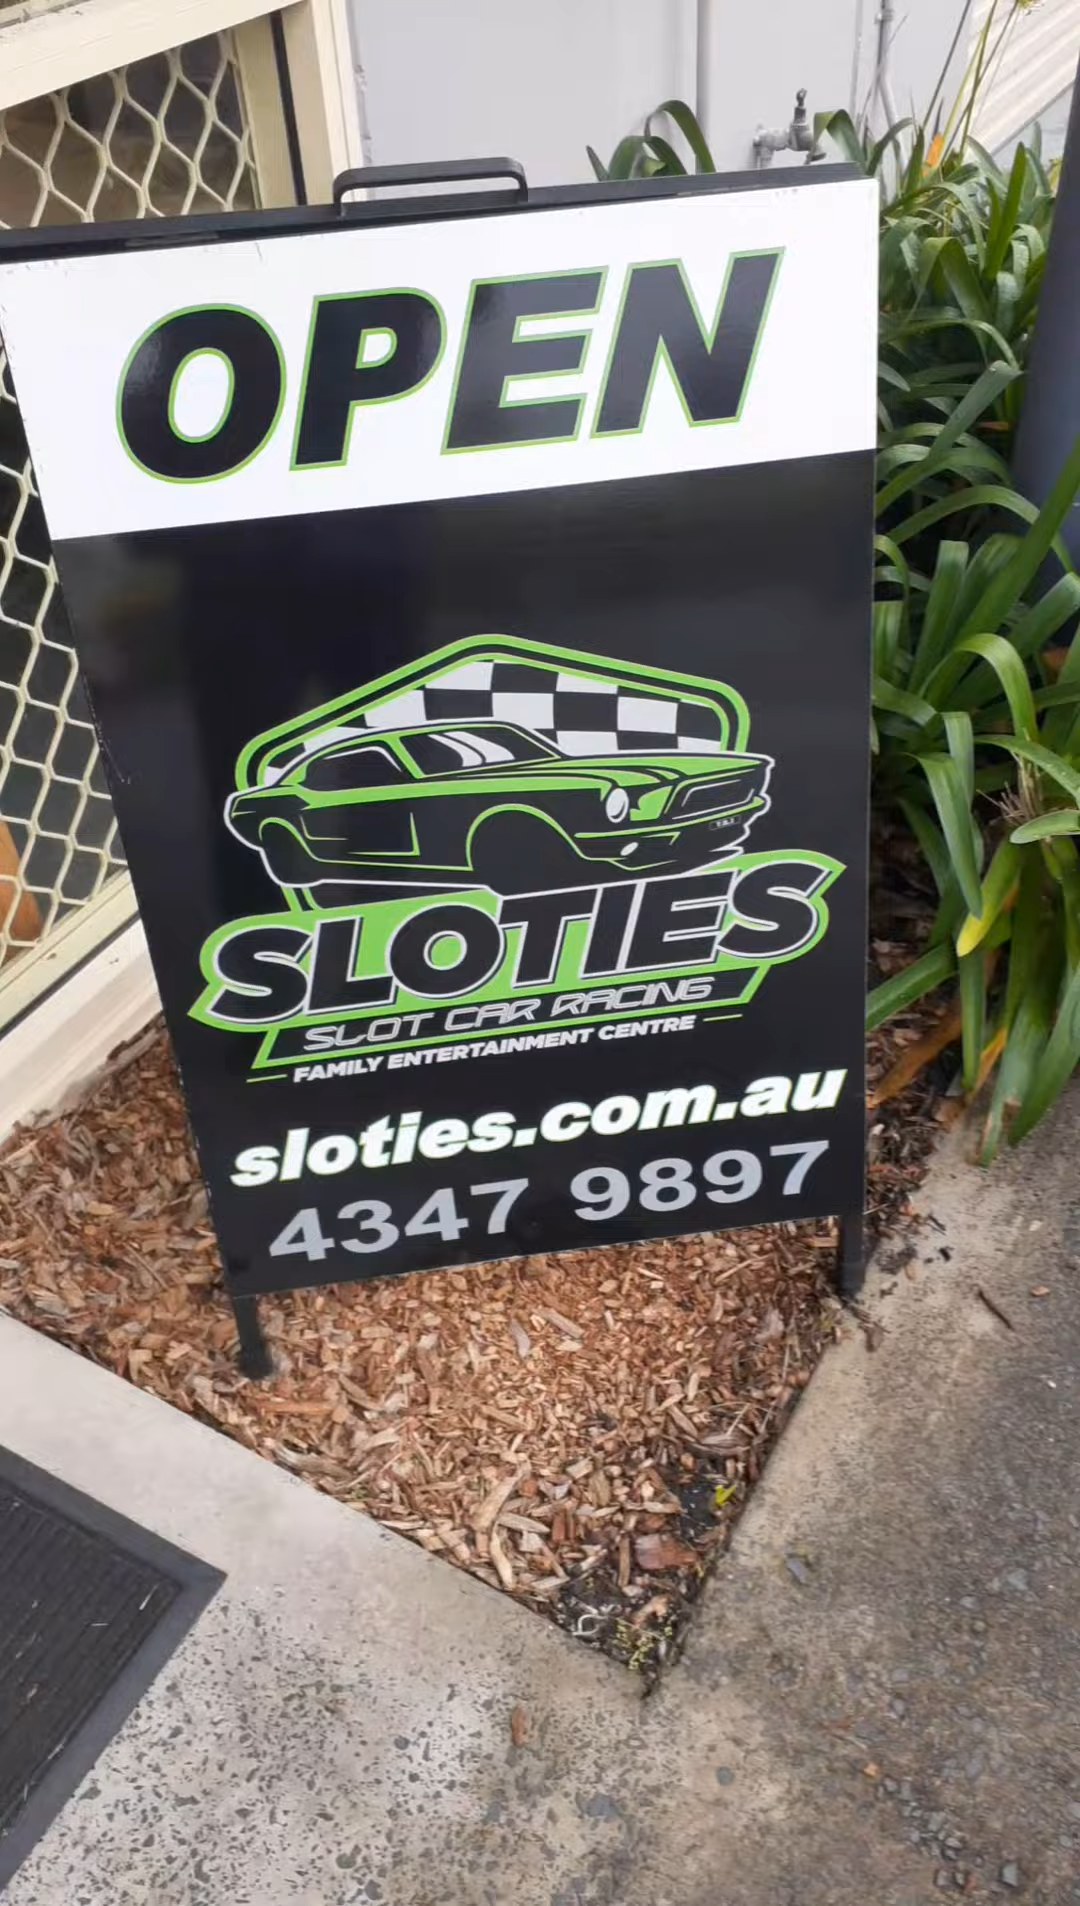 OPEN
SLOTIES
SLOT CAR RACING
FAMILY ENTERTAINMENT CENTRE
sloties.com.au
4347 9897